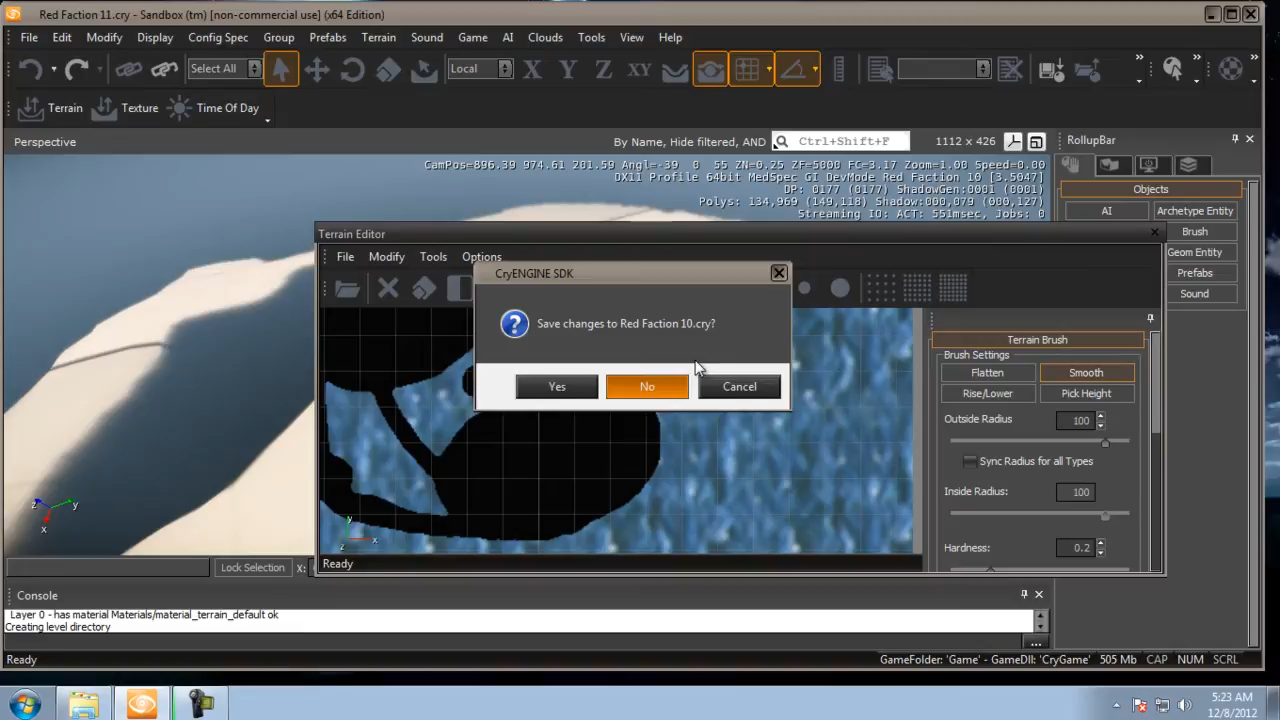 Red Faction 11.cry - Sandbox (tm) [non-commercial use] (x64 Edition)
File Edit Modify Display Config Spec Group Prefabs Terrain Sound Game AI Clouds Tools View Help
Select All Local X Y Z XY
Terrain Texture Time Of Day
Perspective By Name, Hide filtered, AND Ctrl+Shift+F 1112 x 426 RollupBar
CamPos=896.39 974.61 201.59 Angl=-39 0 55 ZN=0.25 ZF=5000 FC=3.17 Zoom=1.00 Speed=0.00
DX11 Profile 64bit MedSpec GI DevMode Red Faction 10 [3.5047]
DP: 0177 (0177) ShadowGen:0001 (0001)
Polys: 134,969 (149,118) Shadow:000,079 (000,127)
Streaming IO: ACT: 551msec, Jobs: 0
Objects
AI Archetype Entity
Brush
Geom Entity
Prefabs
Sound
Terrain Editor
File Modify Tools Options
CryENGINE SDK
Save changes to Red Faction 10.cry?
Yes No Cancel
Terrain Brush
Brush Settings
Flatten Smooth
Rise/Lower Pick Height
Outside Radius 100
Sync Radius for all Types
Inside Radius: 100
Hardness: 0.2
z y
x
y
z x
Ready
Lock Selection X:
Console
Layer 0 - has material Materials/material_terrain_default ok
Creating level directory
...
Ready GameFolder: 'Game' - GameDll: 'CryGame' 505 Mb CAP NUM SCRL
5:23 AM
12/8/2012